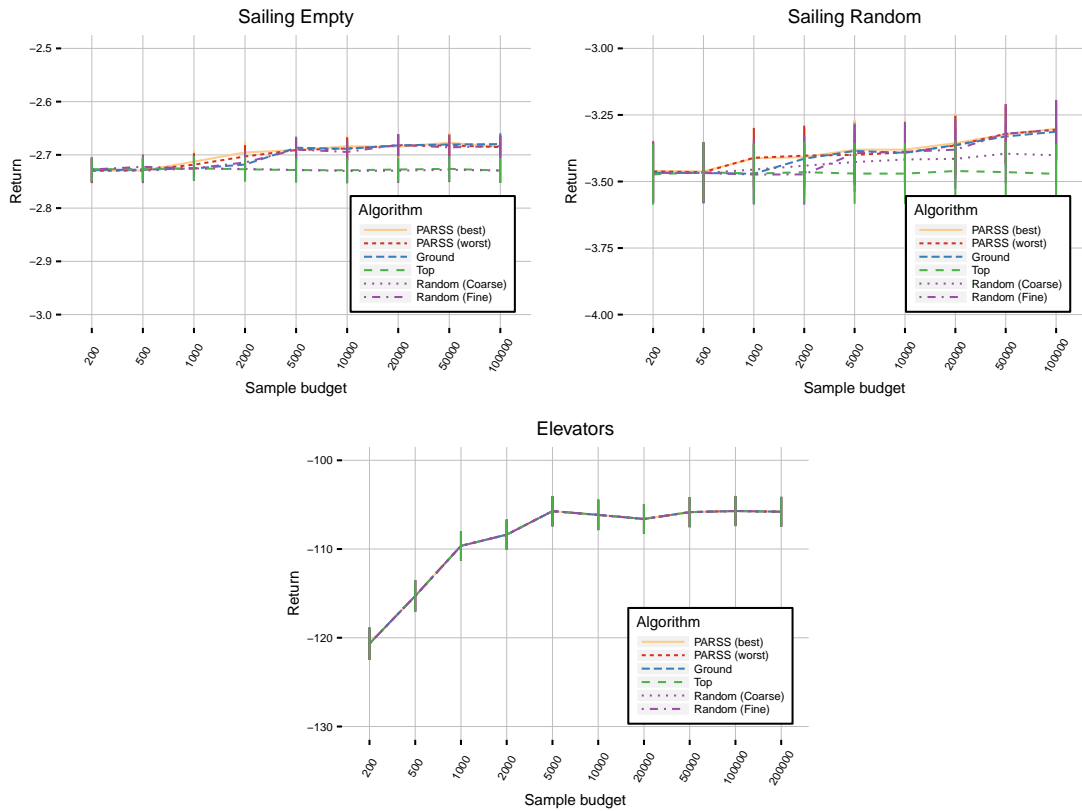 Sailing Empty
−2.5
−2.6
−2.7
−2.8
−2.9
−3.0
Return
Algorithm
PARSS (best)
PARSS (worst)
Ground
Top
Random (Coarse)
Random (Fine)
200
500
1000
2000
5000
10000
20000
50000
100000
Sample budget
Sailing Random
−3.00
−3.25
−3.50
−3.75
−4.00
Return
Algorithm
PARSS (best)
PARSS (worst)
Ground
Top
Random (Coarse)
Random (Fine)
200
500
1000
2000
5000
10000
20000
50000
100000
Sample budget
Elevators
−100
−110
−120
−130
Return
Algorithm
PARSS (best)
PARSS (worst)
Ground
Top
Random (Coarse)
Random (Fine)
200
500
1000
2000
5000
10000
20000
50000
100000
200000
Sample budget